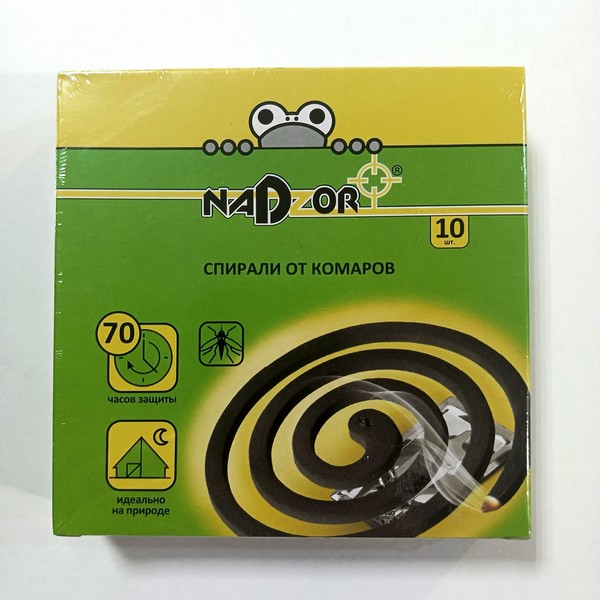 NADZOR®
10
шт.
СПИРАЛИ ОТ КОМАРОВ
70
часов защиты
идеально
на природе